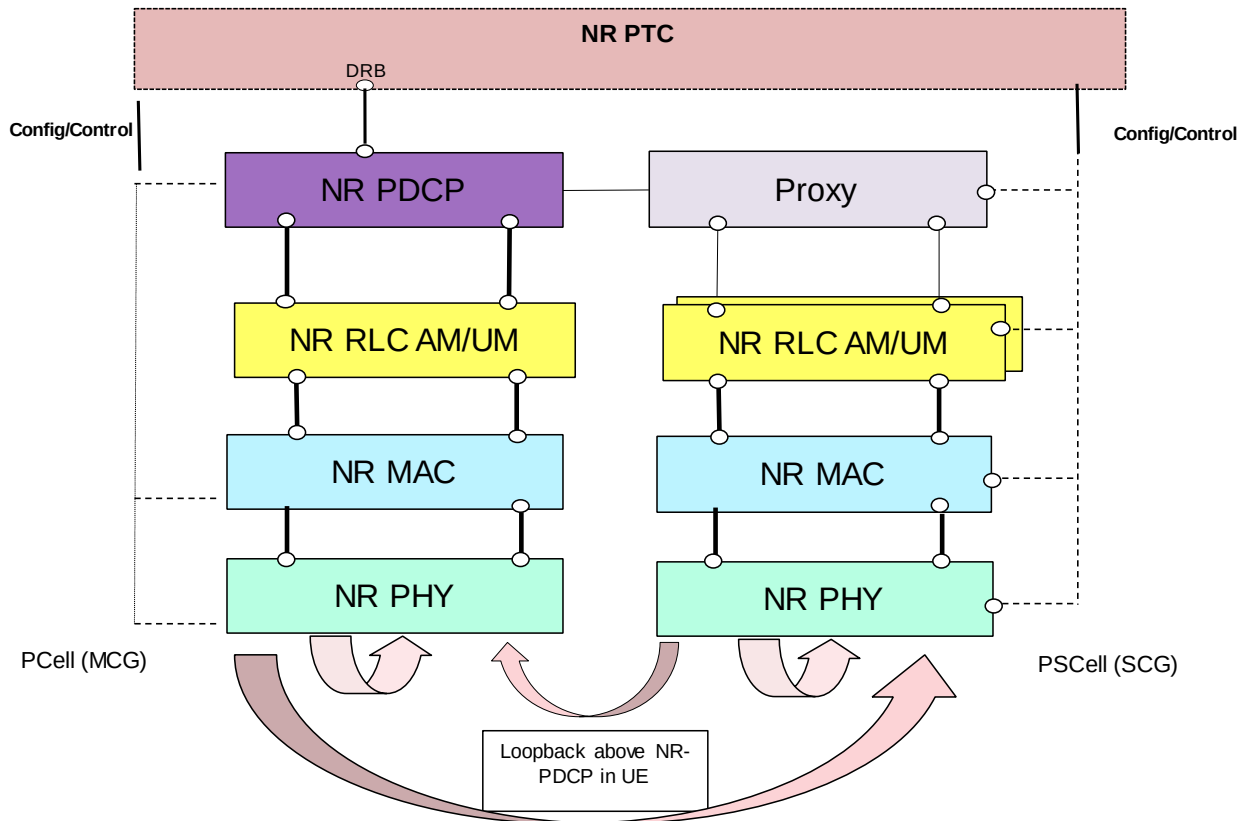 NR PTC
DRB
Config/Control
Config/Control
NR PDCP
Proxy
NR RLC AM/UM
NR RLC AM/UM
NR MAC
NR MAC
NR PHY
NR PHY
PCell (MCG)
PSCell (SCG)
Loopback above NR-
PDCP in UE